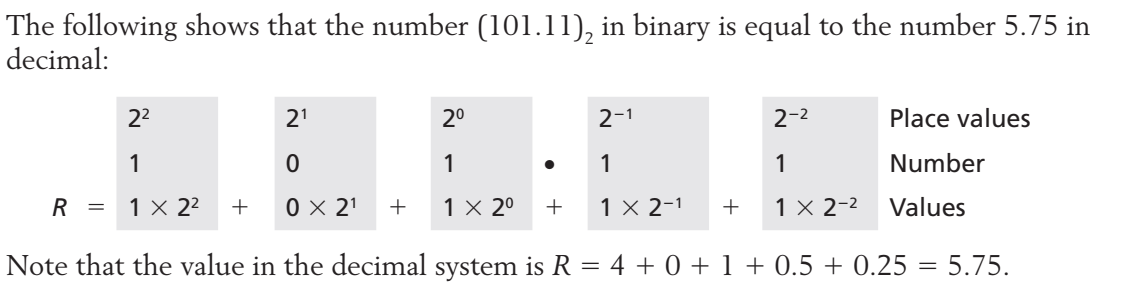 The following shows that the number (101.11)₂ in binary is equal to the number 5.75 in
decimal:
2² 2¹ 2⁰ 2⁻¹ 2⁻² Place values
1 0 1 • 1 1 Number
R = 1 × 2² + 0 × 2¹ + 1 × 2⁰ + 1 × 2⁻¹ + 1 × 2⁻² Values
Note that the value in the decimal system is R = 4 + 0 + 1 + 0.5 + 0.25 = 5.75.